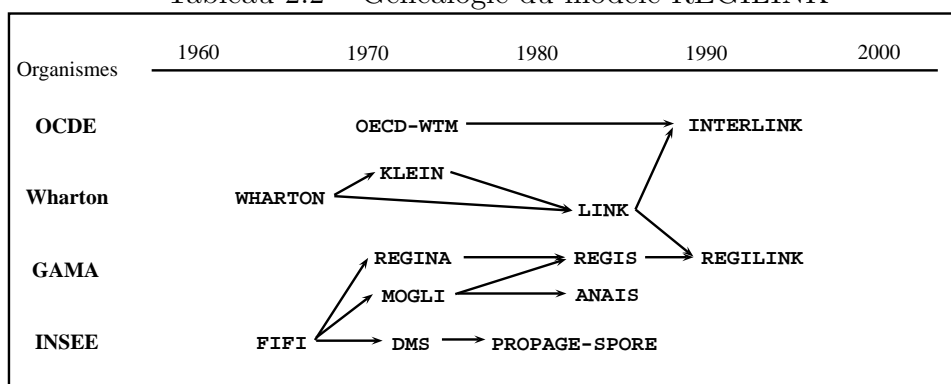 Tableau 2.2 – Généalogie du modèle REGILINK
1960 1970 1980 1990 2000
Organismes
OCDE OECD-WTM INTERLINK
KLEIN
Wharton WHARTON LINK
REGINA REGIS REGILINK
GAMA
MOGLI ANAIS
INSEE FIFI DMS PROPAGE-SPORE